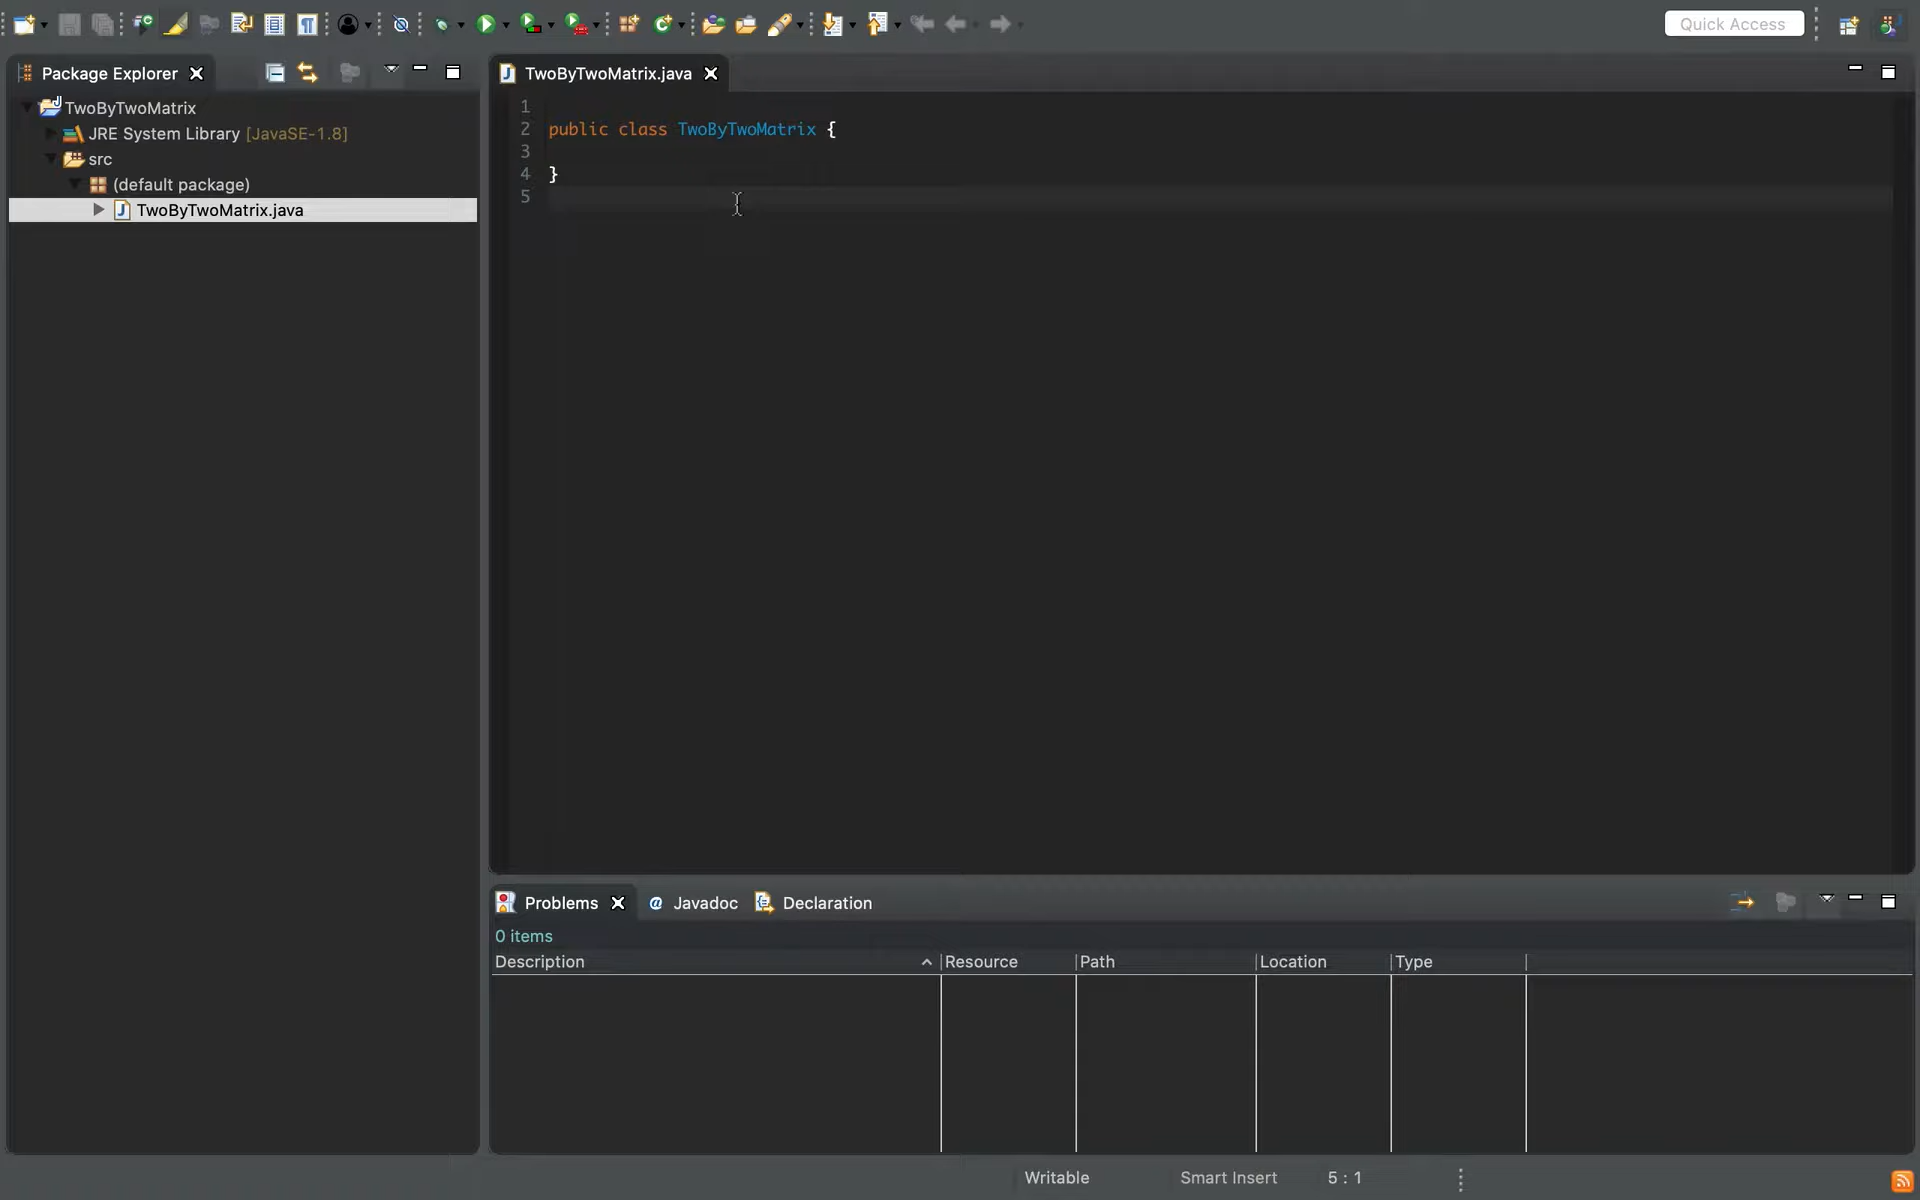 Quick Access
Package Explorer
TwoByTwoMatrix
JRE System Library [JavaSE-1.8]
src
(default package)
TwoByTwoMatrix.java
TwoByTwoMatrix.java
1
2 public class TwoByTwoMatrix {
3
4 }
5
Problems @ Javadoc Declaration
0 items
Description Resource Path Location Type
Writable Smart Insert 5 : 1